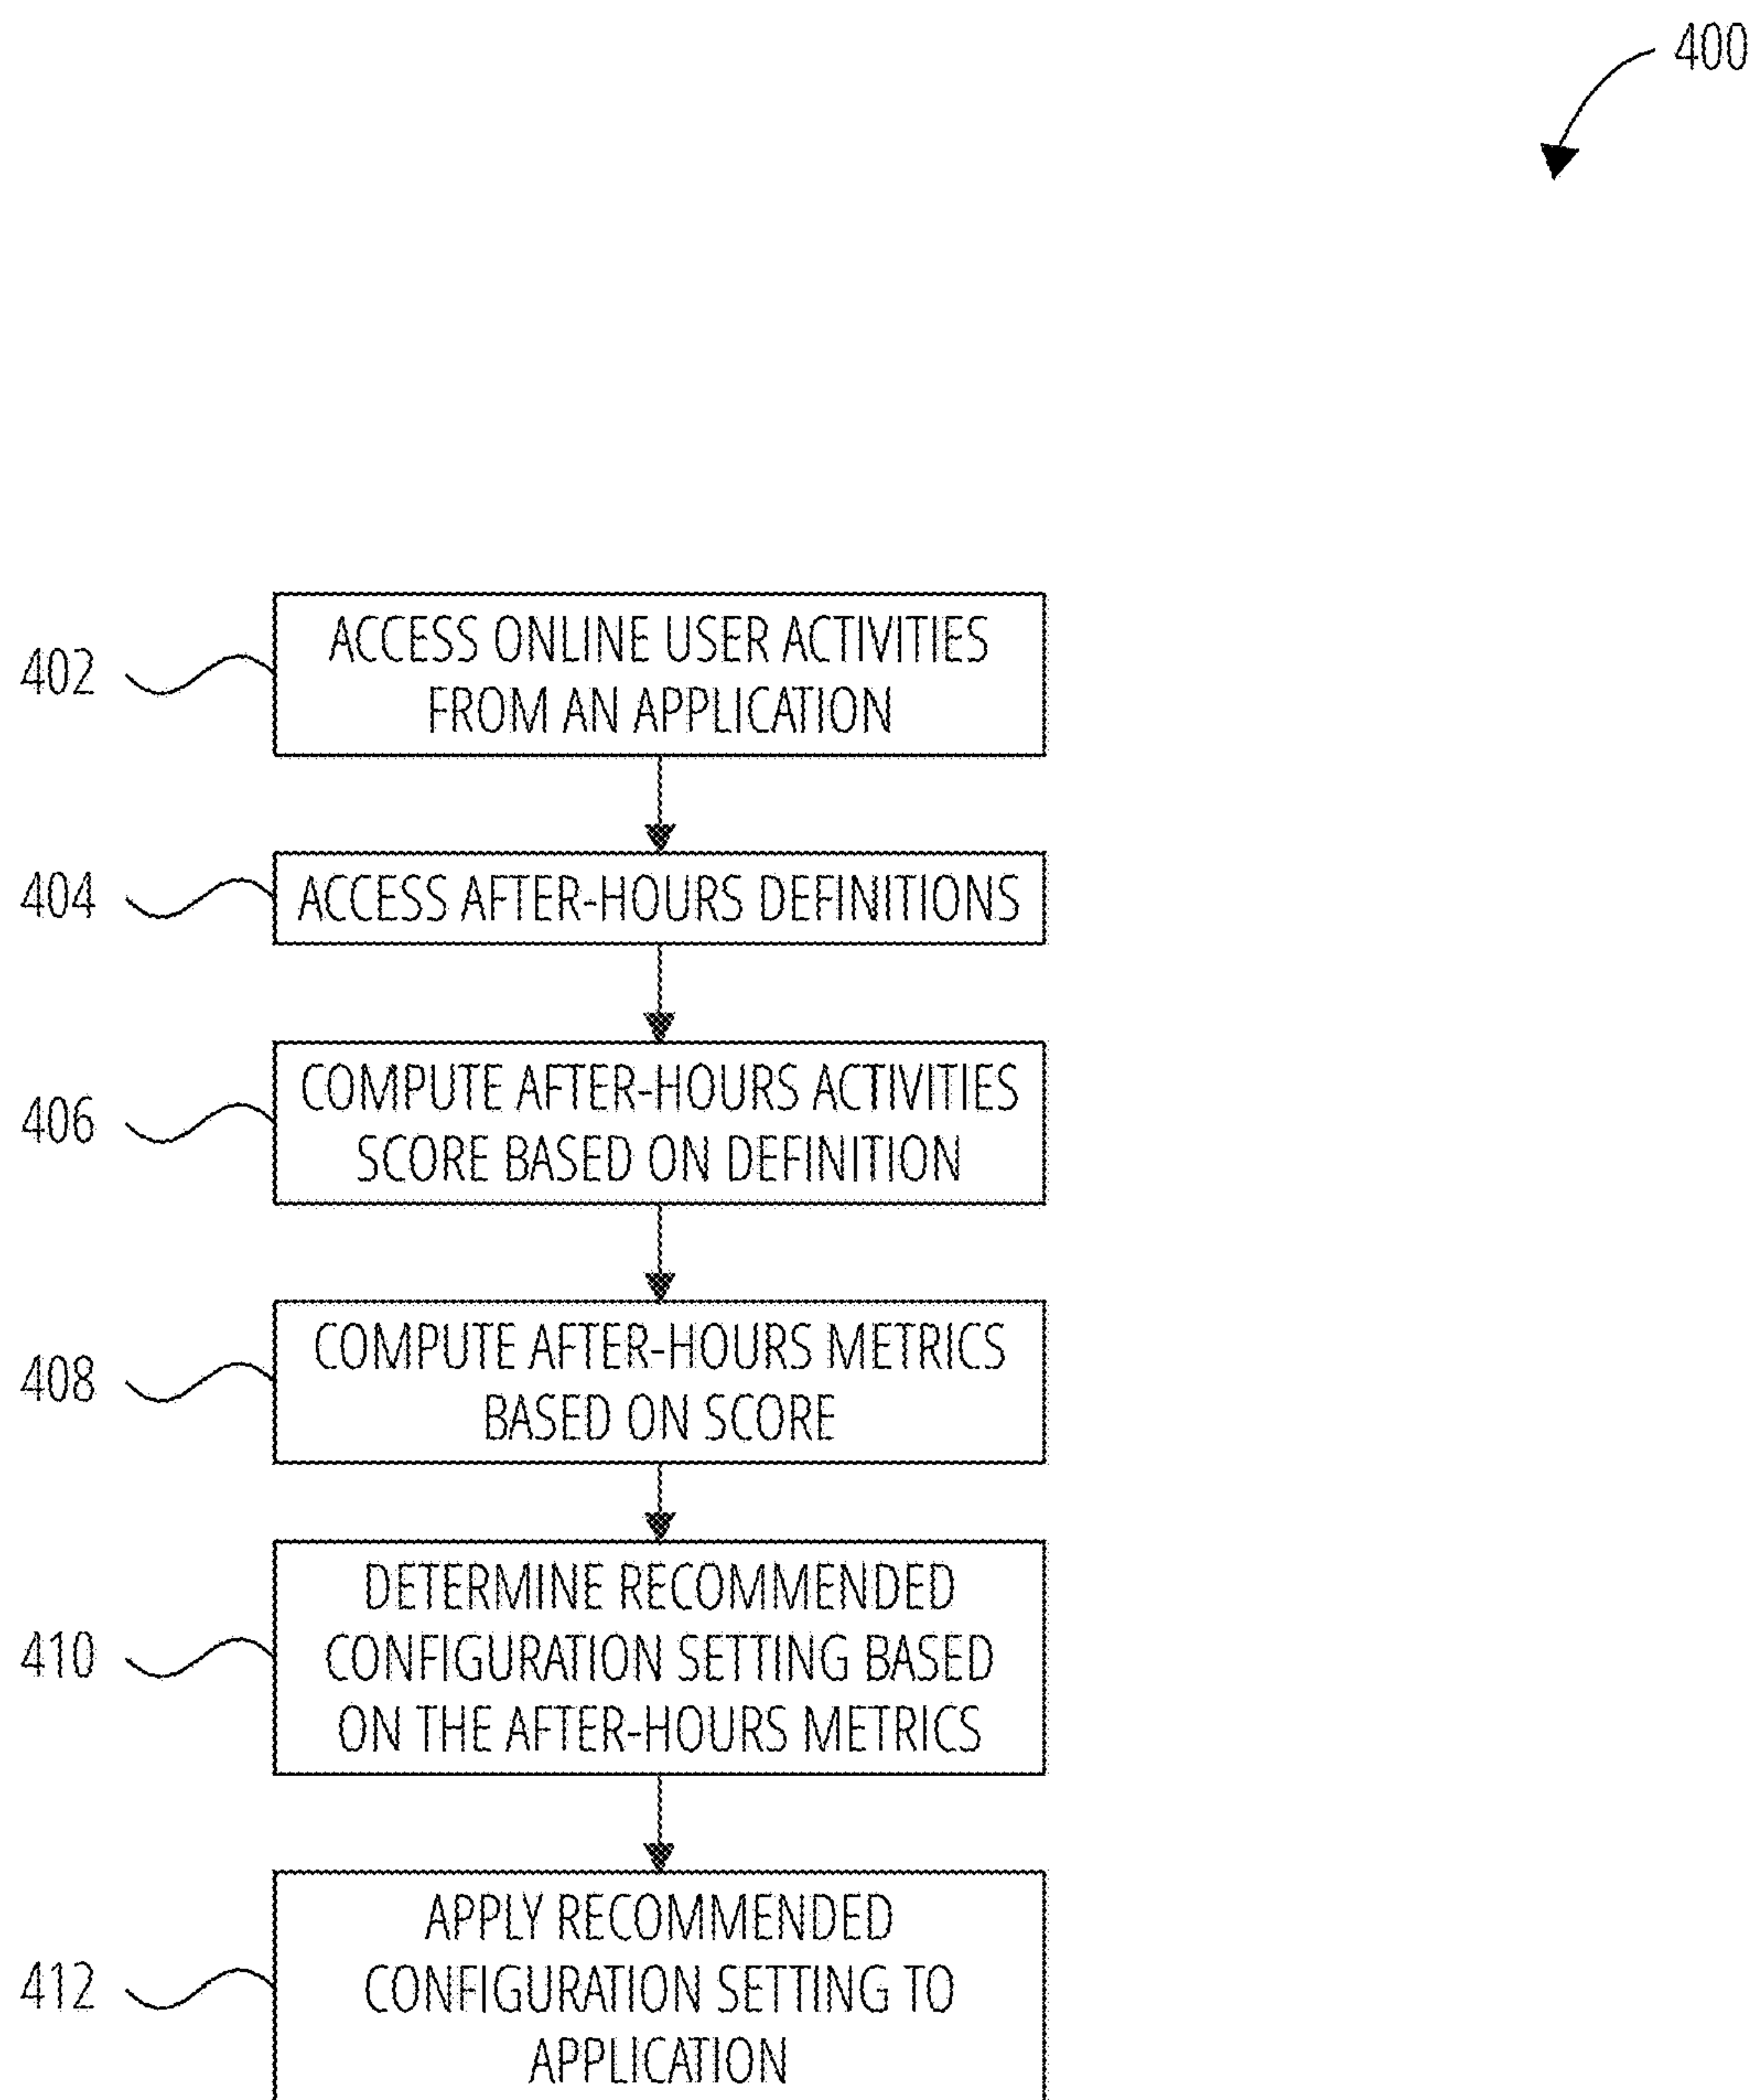 400
402
ACCESS ONLINE USER ACTIVITIES
FROM AN APPLICATION
404
ACCESS AFTER-HOURS DEFINITIONS
406
COMPUTE AFTER-HOURS ACTIVITIES
SCORE BASED ON DEFINITION
408
COMPUTE AFTER-HOURS METRICS
BASED ON SCORE
410
DETERMINE RECOMMENDED
CONFIGURATION SETTING BASED
ON THE AFTER-HOURS METRICS
412
APPLY RECOMMENDED
CONFIGURATION SETTING TO
APPLICATION